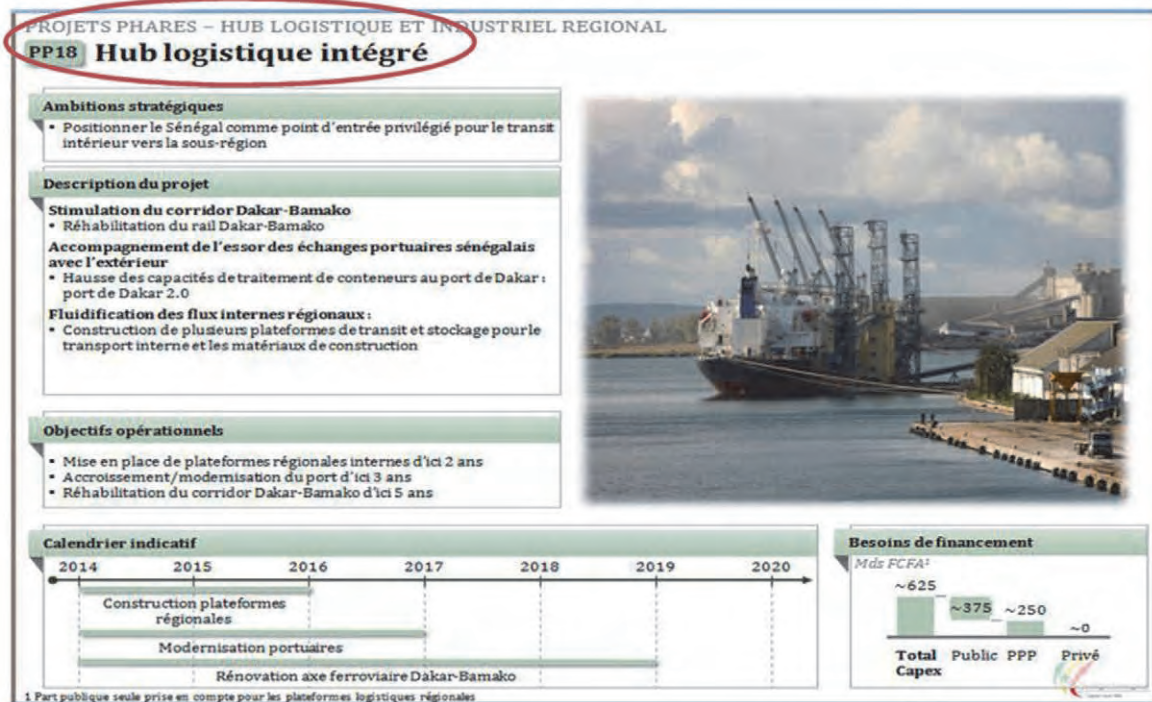 PROJETS PHARES – HUB LOGISTIQUE ET INDUSTRIEL REGIONAL
PP18 Hub logistique intégré
Ambitions stratégiques
▪ Positionner le Sénégal comme point d'entrée privilégié pour le transit
intérieur vers la sous-région
Description du projet
Stimulation du corridor Dakar-Bamako
▪ Réhabilitation du rail Dakar-Bamako
Accompagnement de l'essor des échanges portuaires sénégalais
avec l'extérieur
▪ Hausse des capacités de traitement de conteneurs au port de Dakar :
port de Dakar 2.0
Fluidification des flux internes régionaux :
▪ Construction de plusieurs plateformes de transit et stockage pour le
transport interne et les matériaux de construction
Objectifs opérationnels
▪ Mise en place de plateformes régionales internes d'ici 2 ans
▪ Accroissement/modernisation du port d'ici 3 ans
▪ Réhabilitation du corridor Dakar-Bamako d'ici 5 ans
Calendrier indicatif
2014 2015 2016 2017 2018 2019 2020
Construction plateformes
régionales
Modernisation portuaires
Rénovation axe ferroviaire Dakar-Bamako
Besoins de financement
Mds FCFA¹
~625
~375 ~250
~0
Total Public PPP Privé
Capex
1 Part publique seule prise en compte pour les plateformes logistiques régionales